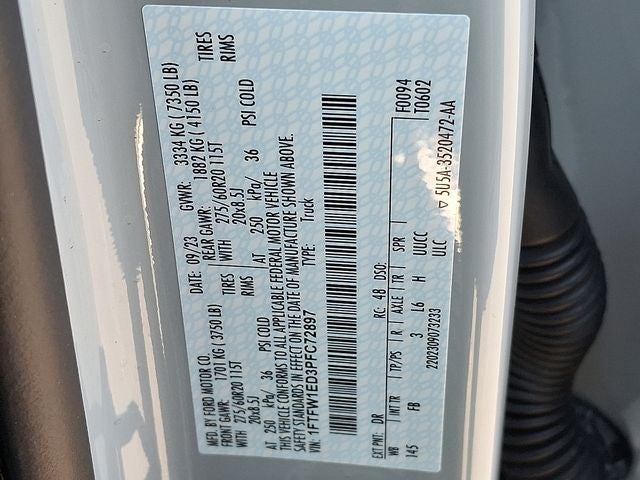 MFD. BY FORD MOTOR CO.
DATE: 09/23 GVWR: 3334 KG ( 7350 LB)
FRONT GAWR: 1701 KG ( 3750 LB) REAR GAWR: 1882 KG ( 4150 LB)
WITH 275/60R20 115T TIRES WITH 275/60R20 115T TIRES
20x8.5J RIMS 20x8.5J RIMS
AT 250 kPa/ 36 PSI COLD AT 250 kPa/ 36 PSI COLD
THIS VEHICLE CONFORMS TO ALL APPLICABLE FEDERAL MOTOR VEHICLE
SAFETY STANDARDS IN EFFECT ON THE DATE OF MANUFACTURE SHOWN ABOVE.
VIN: 1FTFW1ED3PFC72897 TYPE: Truck
EXT PNT: DR RC: 48 DSO: F0094
WB INTTR TP/PS R AXLE TR SPR T0602
145 FB 3 L6 H UUCC
2202309073233 ULC ▽ 5U5A-3520472-AA